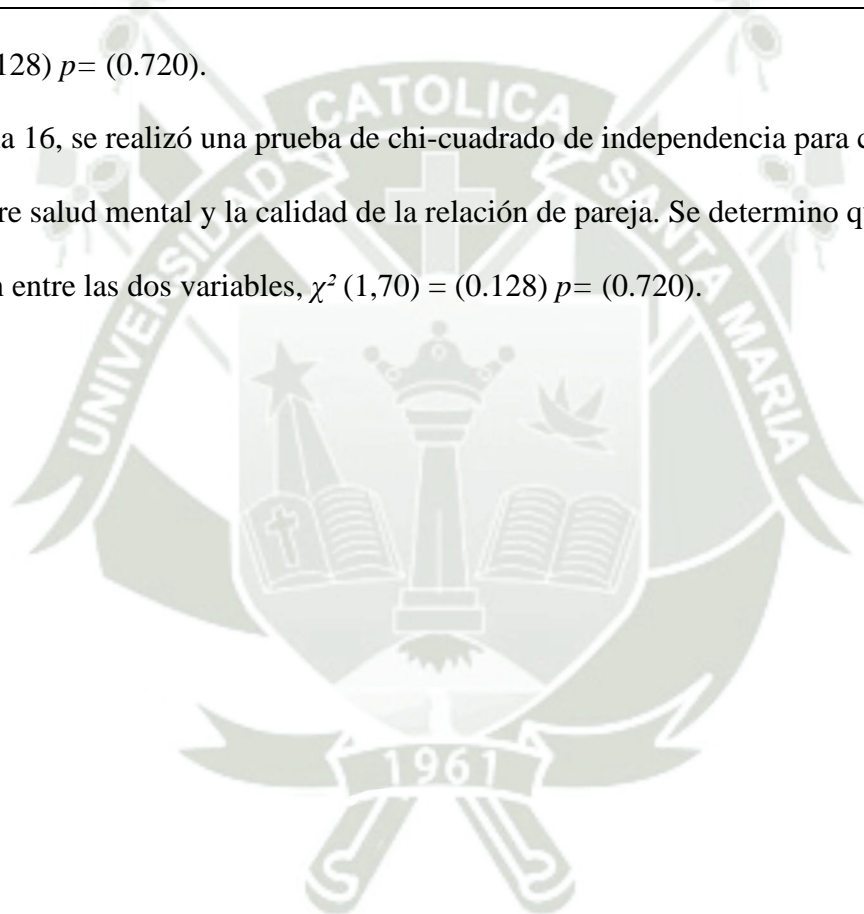 128) p= (0.720).
a 16, se realizó una prueba de chi-cuadrado de independencia para
re salud mental y la calidad de la relación de pareja. Se determino
entre las dos variables, χ² (1,70) = (0.128) p= (0.720).
UNIVERSIDAD CATOLICA SANTA MARIA
1961